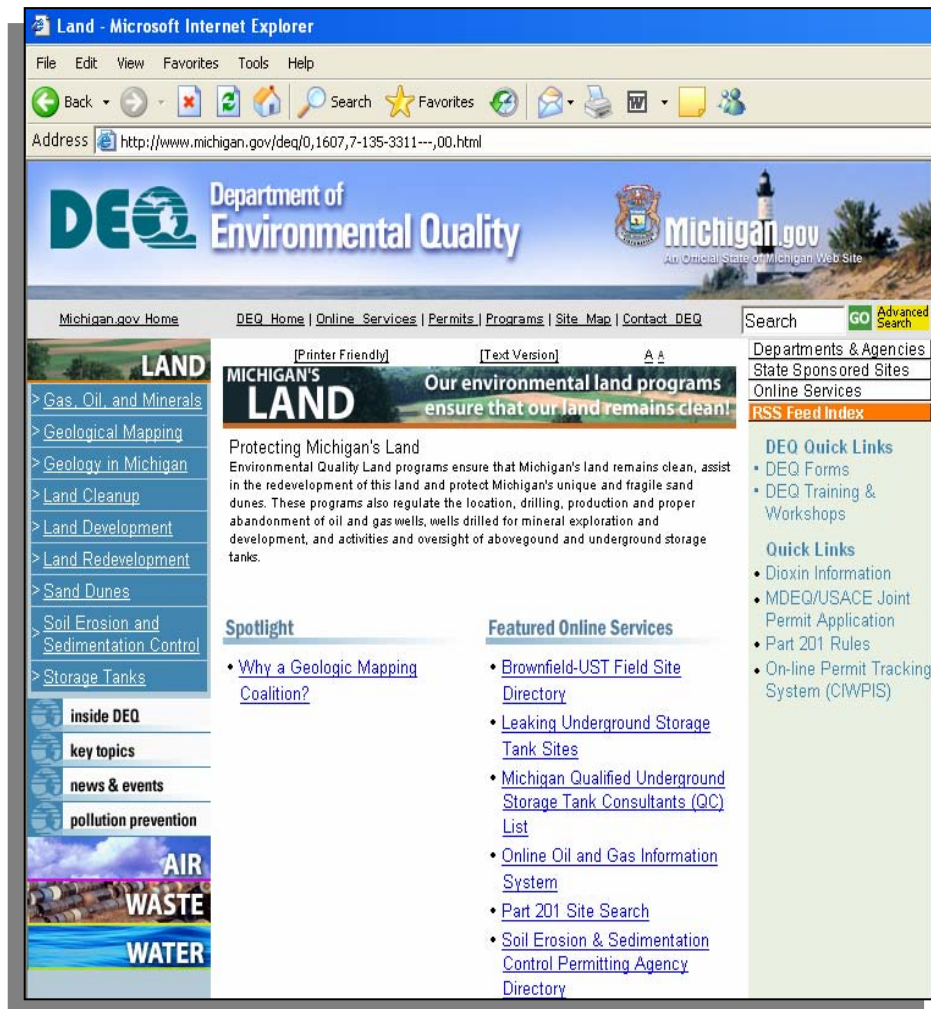 Land - Microsoft Internet Explorer
File Edit View Favorites Tools Help
Back Search Favorites
Address http://www.michigan.gov/deq/0,1607,7-135-3311---,00.html
DEQ Department of
Environmental Quality
Michigan.gov
An Official State of Michigan Web Site
Michigan.gov Home
DEQ Home | Online Services | Permits | Programs | Site Map | Contact DEQ
Search GO Advanced
Search
LAND
> Gas, Oil, and Minerals
> Geological Mapping
> Geology in Michigan
> Land Cleanup
> Land Development
> Land Redevelopment
> Sand Dunes
> Soil Erosion and
Sedimentation Control
> Storage Tanks
inside DEQ
key topics
news & events
pollution prevention
AIR
WASTE
WATER
[Printer Friendly] [Text Version] A A
MICHIGAN'S
LAND
Our environmental land programs
ensure that our land remains clean!
Protecting Michigan's Land
Environmental Quality Land programs ensure that Michigan's land remains clean, assist
in the redevelopment of this land and protect Michigan's unique and fragile sand
dunes. These programs also regulate the location, drilling, production and proper
abandonment of oil and gas wells, wells drilled for mineral exploration and
development, and activities and oversight of abovegound and underground storage
tanks.
Spotlight
• Why a Geologic Mapping
Coalition?
Featured Online Services
• Brownfield-UST Field Site
Directory
• Leaking Underground Storage
Tank Sites
• Michigan Qualified Underground
Storage Tank Consultants (QC)
List
• Online Oil and Gas Information
System
• Part 201 Site Search
• Soil Erosion & Sedimentation
Control Permitting Agency
Directory
Departments & Agencies
State Sponsored Sites
Online Services
RSS Feed Index
DEQ Quick Links
• DEQ Forms
• DEQ Training &
Workshops
Quick Links
• Dioxin Information
• MDEQ/USACE Joint
Permit Application
• Part 201 Rules
• On-line Permit Tracking
System (CIWPIS)